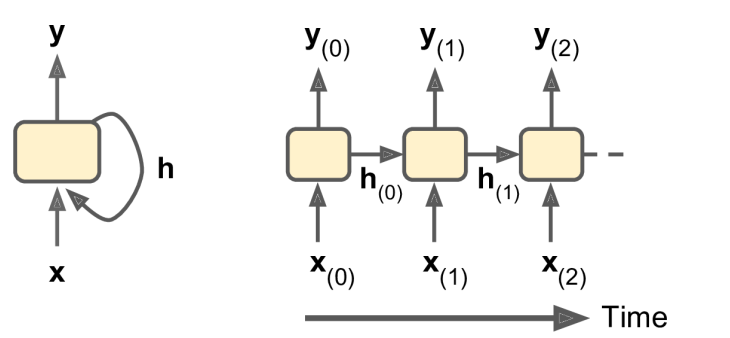 y
h
x
y(0) y(1) y(2)
h(0) h(1)
x(0) x(1) x(2)
Time